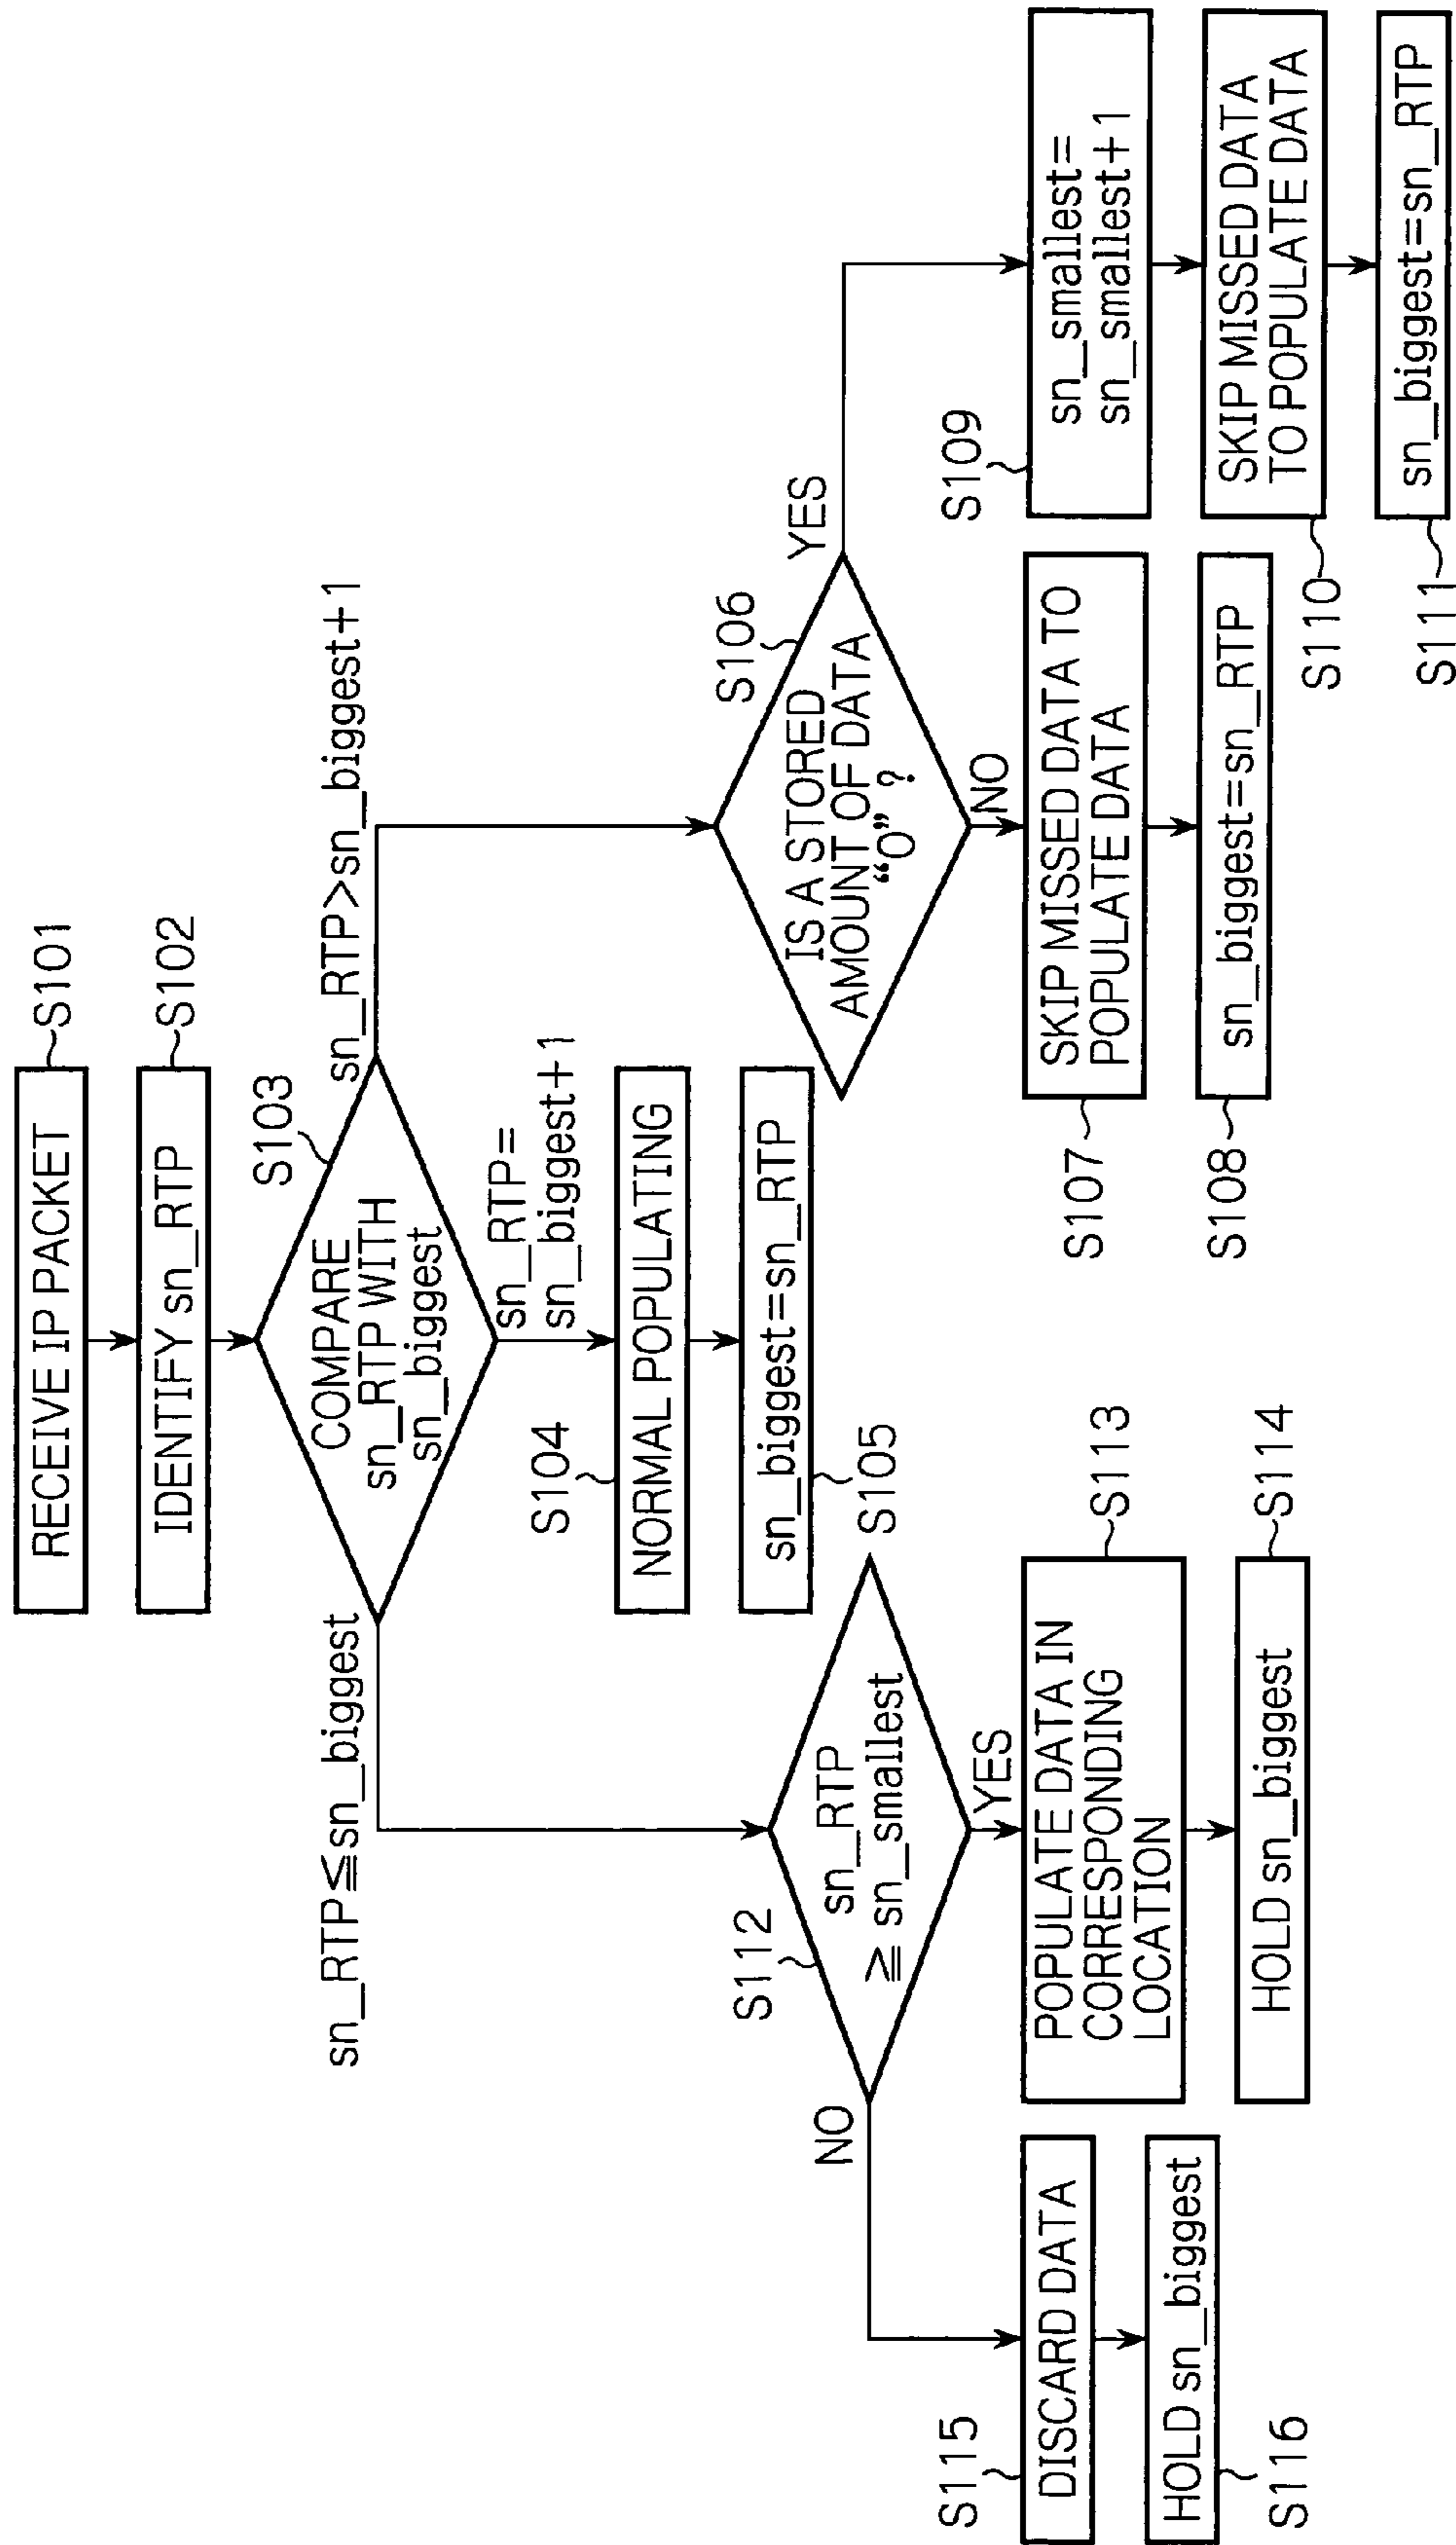 RECEIVE IP PACKET
S101
IDENTIFY sn_RTP
S102
COMPARE
sn_RTP WITH
sn_biggest
S103
sn_RTP≦sn_biggest
sn_RTP=
sn_biggest+1
sn_RTP>sn_biggest+1
S104
NORMAL POPULATING
sn_biggest=sn_RTP
S105
S106
IS A STORED
AMOUNT OF DATA
“0” ?
YES
NO
S107
SKIP MISSED DATA TO
POPULATE DATA
S108
sn_biggest=sn_RTP
S109
sn_smallest=
sn_smallest+1
SKIP MISSED DATA
TO POPULATE DATA
S110
sn_biggest=sn_RTP
S111
S112
sn_RTP
≧ sn_smallest
NO
YES
POPULATE DATA IN
CORRESPONDING
LOCATION
S113
HOLD sn_biggest
S114
S115
DISCARD DATA
HOLD sn_biggest
S116